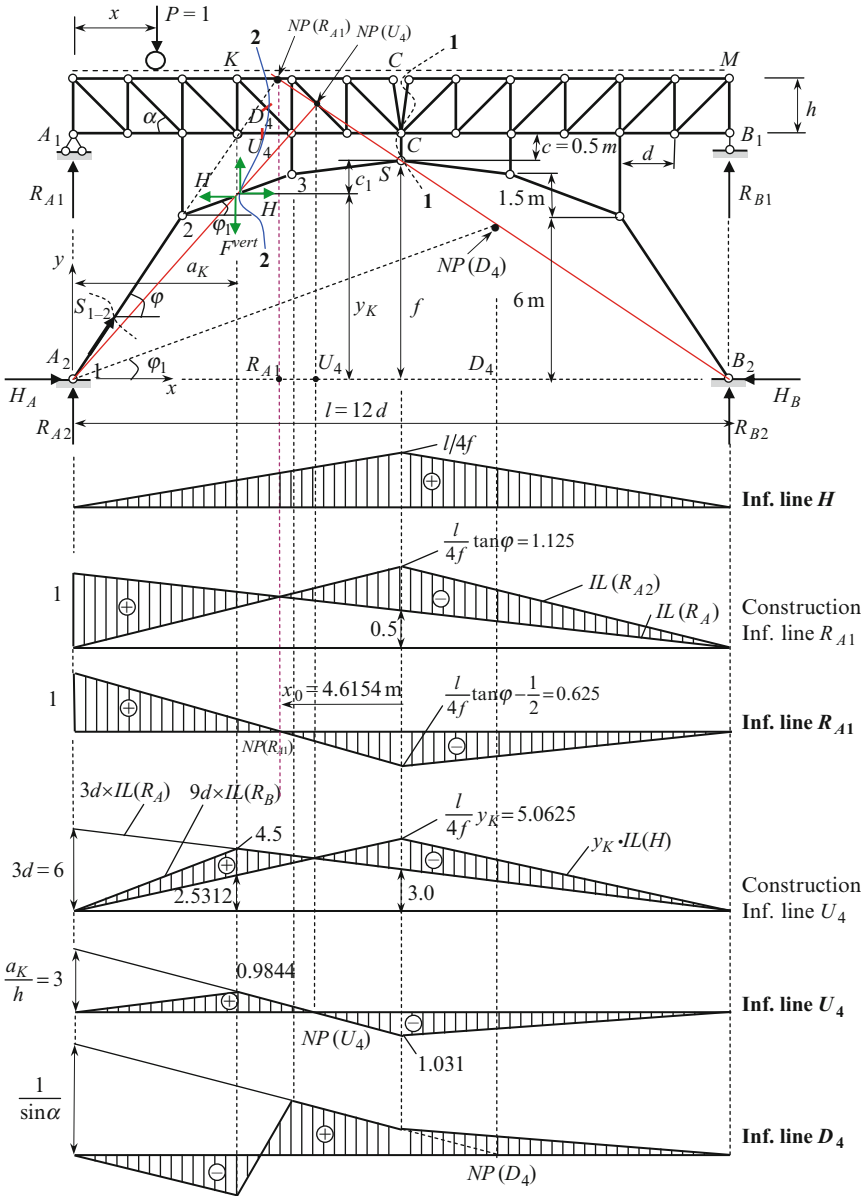 x
P = 1
2
NP (R_A1)
NP(U_4)
1
K
C
M
D_4
α
h
A_1
U_4
C
B_1
c = 0.5 m
d
S
H
c_1
3
R_A1
1.5 m
R_B1
φ_1
H
1
2
F^vert
2
NP (D_4)
y
a_K
6 m
y_K
f
S_1–2
φ
A_2
1
φ_1
x
R_A1
U_4
D_4
B_2
H_A
H_B
l = 12 d
R_A2
R_B2
l/4f
+
Inf. line H
l/4f tanφ = 1.125
1
+
−
IL (R_A2)
IL (R_A)
0.5
Construction
Inf. line R_A1
x_0 = 4.6154 m
l/4f tanφ − 1/2 = 0.625
1
+
NP(R_A1)
−
Inf. line R_A1
3d×IL(R_A)
9d×IL(R_B)
l/4f y_K = 5.0625
4.5
y_K • IL(H)
3d = 6
+
−
2.5312
3.0
Construction
Inf. line U_4
a_K/h = 3
0.9844
+
−
Inf. line U_4
NP (U_4)
1.031
1/sinα
+
−
NP (D_4)
Inf. line D_4